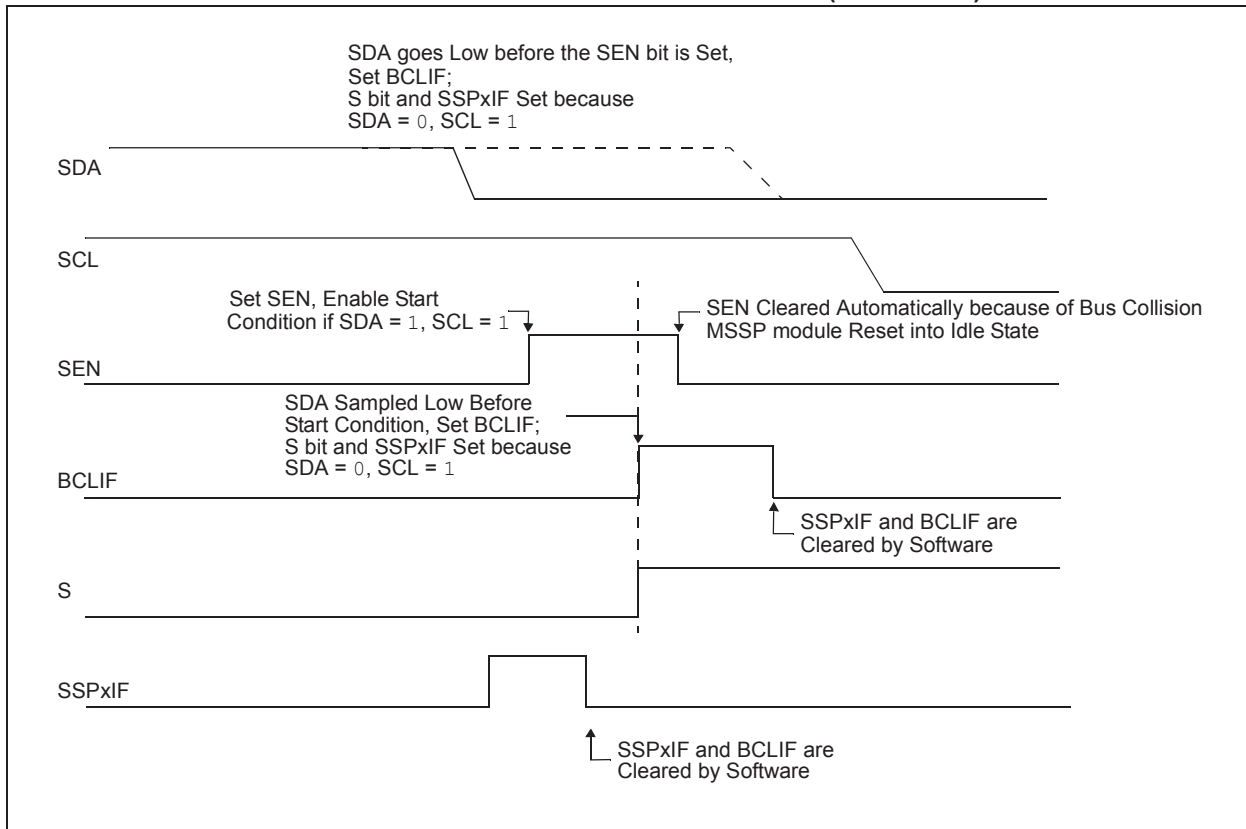 SDA goes Low before the SEN bit is Set,
Set BCLIF;
S bit and SSPxIF Set because
SDA = 0, SCL = 1
SDA
SCL
Set SEN, Enable Start
Condition if SDA = 1, SCL = 1
SEN Cleared Automatically because of Bus Collision
MSSP module Reset into Idle State
SEN
SDA Sampled Low Before
Start Condition, Set BCLIF;
S bit and SSPxIF Set because
SDA = 0, SCL = 1
BCLIF
SSPxIF and BCLIF are
Cleared by Software
S
SSPxIF
SSPxIF and BCLIF are
Cleared by Software